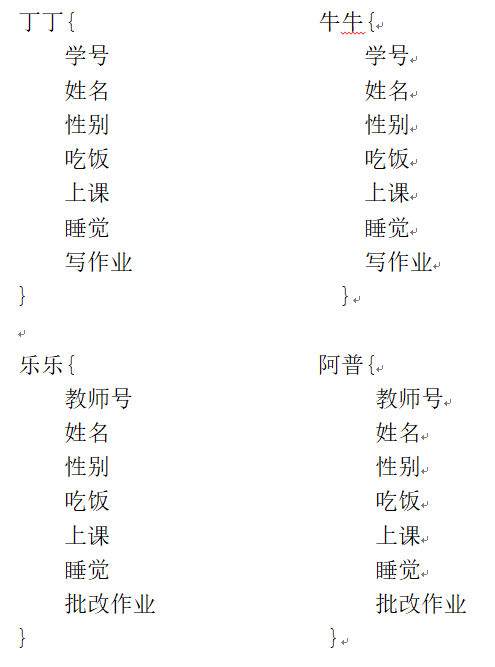 丁丁{ 牛牛{
学号 学号
姓名 姓名
性别 性别
吃饭 吃饭
上课 上课
睡觉 睡觉
写作业 写作业
} }
乐乐{ 阿普{
教师号 教师号
姓名 姓名
性别 性别
吃饭 吃饭
上课 上课
睡觉 睡觉
批改作业 批改作业
} }